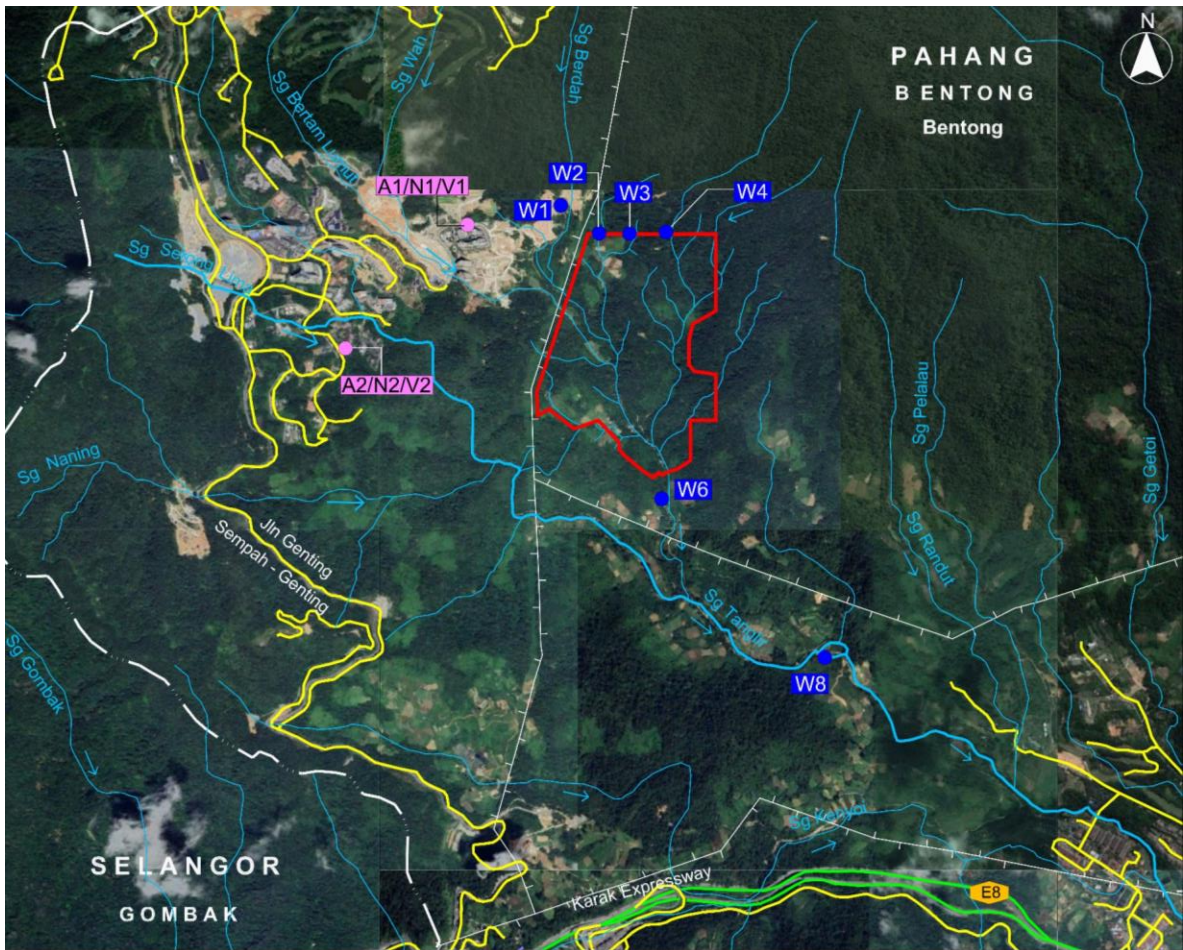 N
PAHANG
BENTONG
Bentong
Sg Wah
Sg Berdah
Sg Bertam
W2
W3
W4
A1/N1/V1
W1
Sg
A2/N2/V2
Sg Pelalau
Sg Getoi
Sg Naning
W6
Jln Genting
Sempah - Genting
Sg Randut
Sg Tanglir
Sg Gombak
W8
Sg Kenyoi
SELANGOR
GOMBAK
Karak Expressway
E8